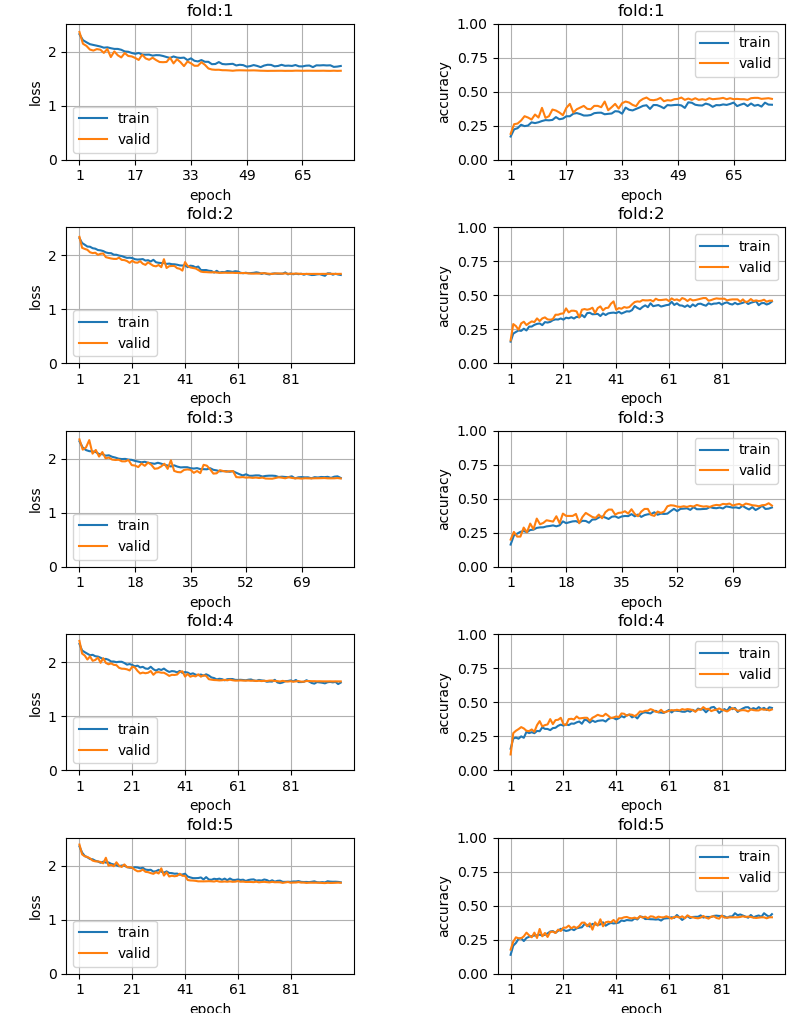 fold:1
loss
2
1
0
train
valid
1 17 33 49 65
epoch
fold:1
accuracy
1.00
0.75
0.50
0.25
0.00
train
valid
1 17 33 49 65
epoch
fold:2
loss
2
1
0
train
valid
1 21 41 61 81
epoch
fold:2
accuracy
1.00
0.75
0.50
0.25
0.00
train
valid
1 21 41 61 81
epoch
fold:3
loss
2
1
0
train
valid
1 18 35 52 69
epoch
fold:3
accuracy
1.00
0.75
0.50
0.25
0.00
train
valid
1 18 35 52 69
epoch
fold:4
loss
2
1
0
train
valid
1 21 41 61 81
epoch
fold:4
accuracy
1.00
0.75
0.50
0.25
0.00
train
valid
1 21 41 61 81
epoch
fold:5
loss
2
1
0
train
valid
1 21 41 61 81
epoch
fold:5
accuracy
1.00
0.75
0.50
0.25
0.00
train
valid
1 21 41 61 81
epoch